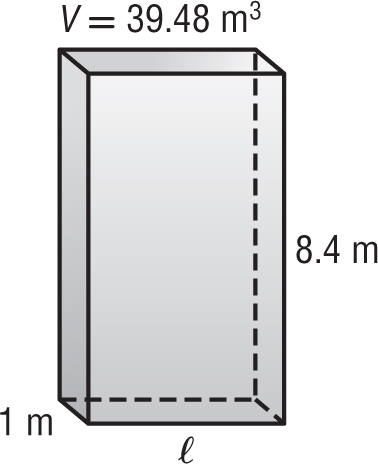 V = 39.48 m³
8.4 m
1 m
ℓ